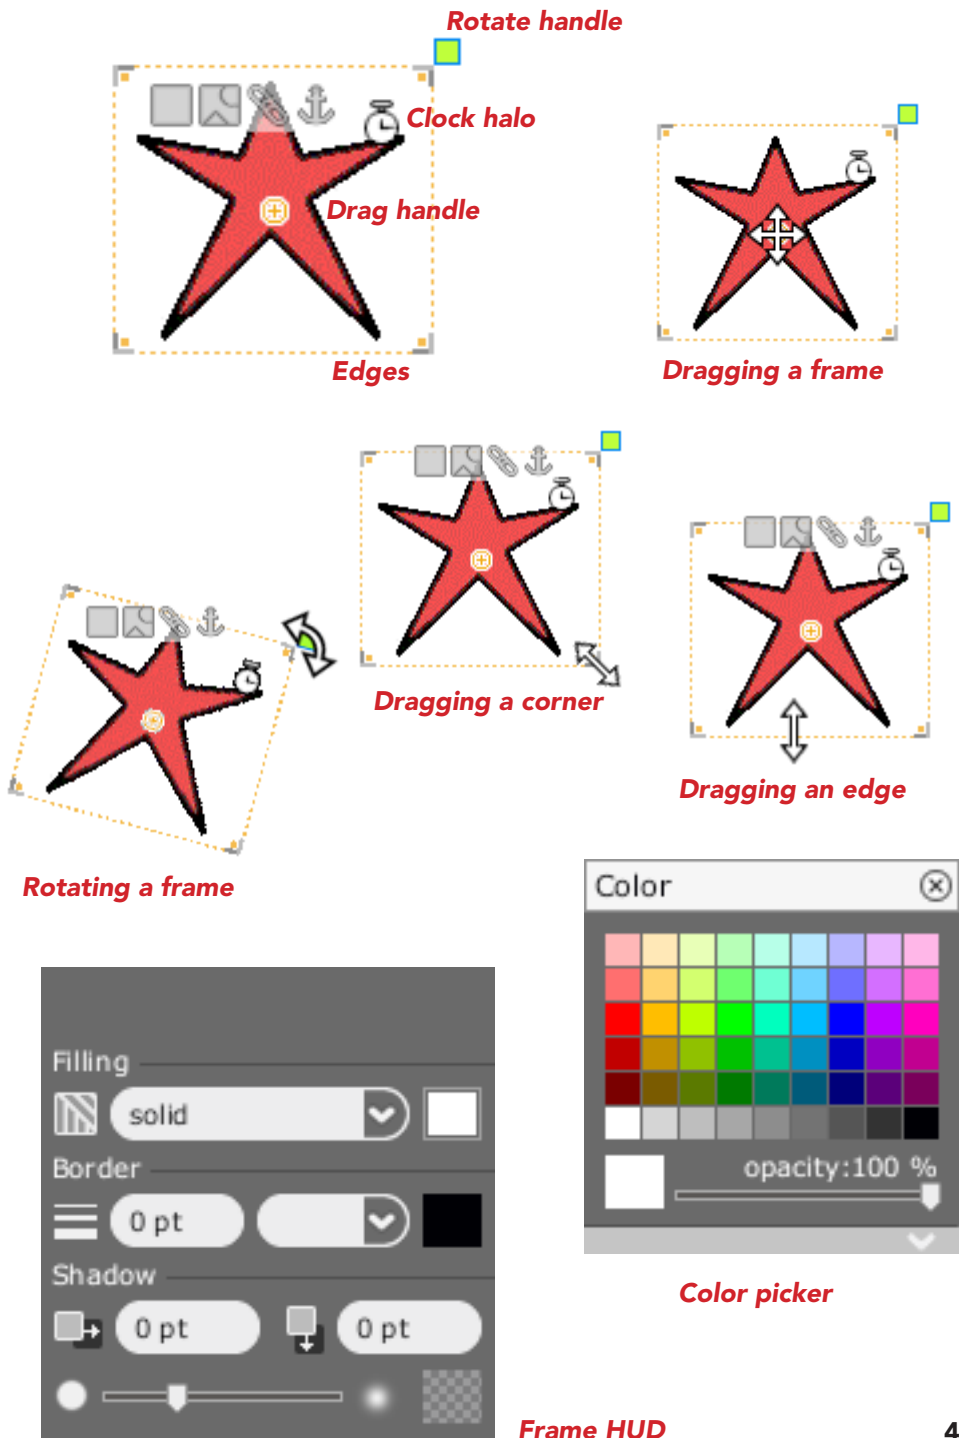 Rotate handle
Clock halo
Drag handle
Edges
Dragging a frame
Dragging a corner
Dragging an edge
Rotating a frame
Color
opacity:100 %
Color picker
Filling
solid
Border
0 pt
Shadow
0 pt 0 pt
Frame HUD
4